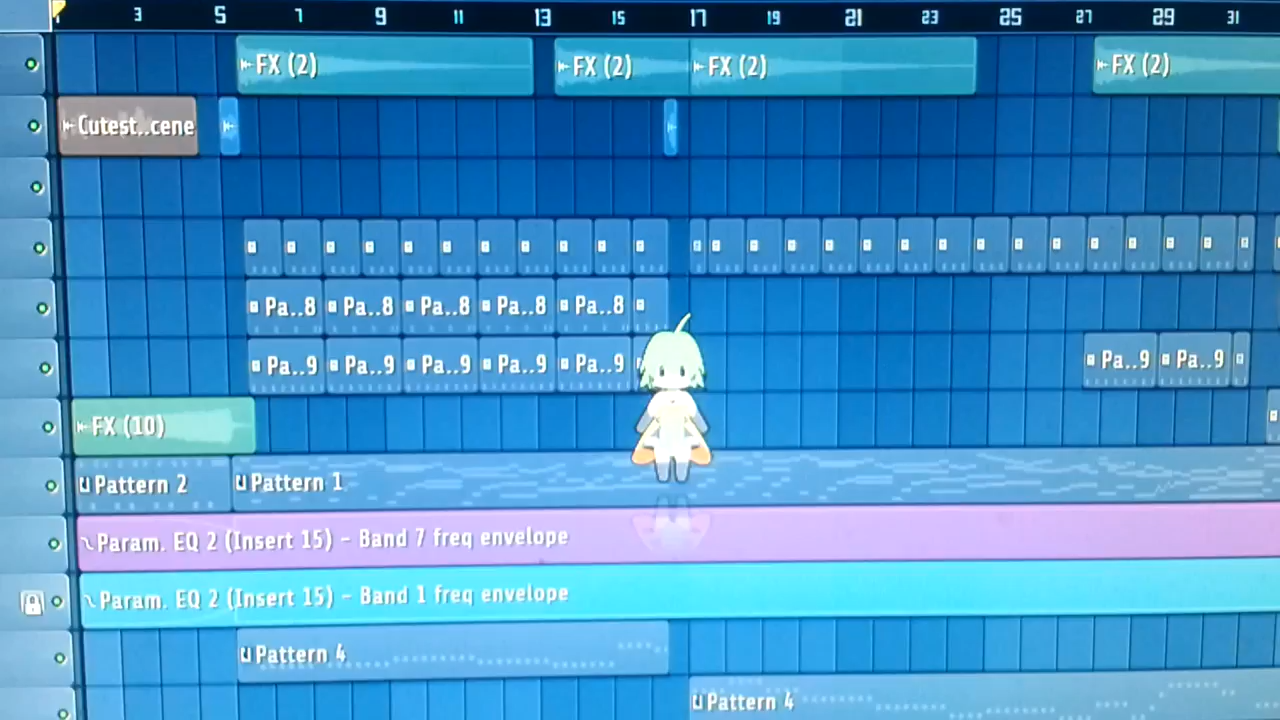 3 5 7 9 11 13 15 17 19 21 23 25 27 29 31
FX (2) FX (2) FX (2) FX (2)
Cutest..cene
Pa..8 Pa..8 Pa..8 Pa..8 Pa..8
Pa..9 Pa..9 Pa..9 Pa..9 Pa..9 Pa..9 Pa..9
FX (10)
Pattern 2 Pattern 1
Param. EQ 2 (Insert 15) - Band 7 freq envelope
Param. EQ 2 (Insert 15) - Band 1 freq envelope
Pattern 4
Pattern 4